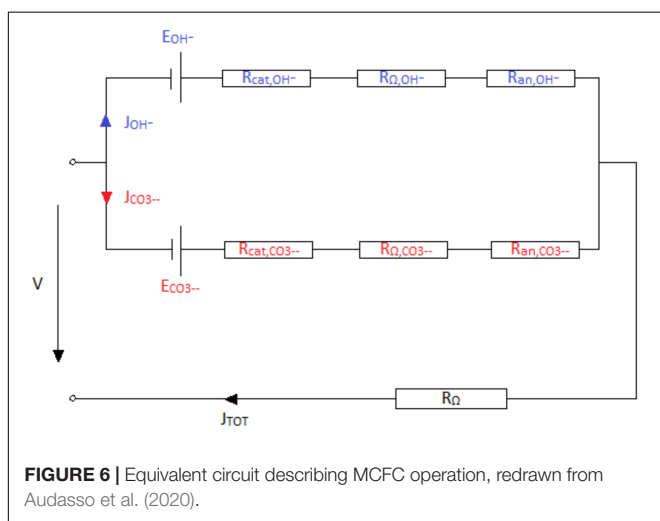 EOH-
Rcat,OH- RΩ,OH- Ran,OH-
JOH-
JCO3--
Rcat,CO3-- RΩ,CO3-- Ran,CO3--
ECO3--
V
RΩ
JTOT
FIGURE 6 | Equivalent circuit describing MCFC operation, redrawn from
Audasso et al. (2020).